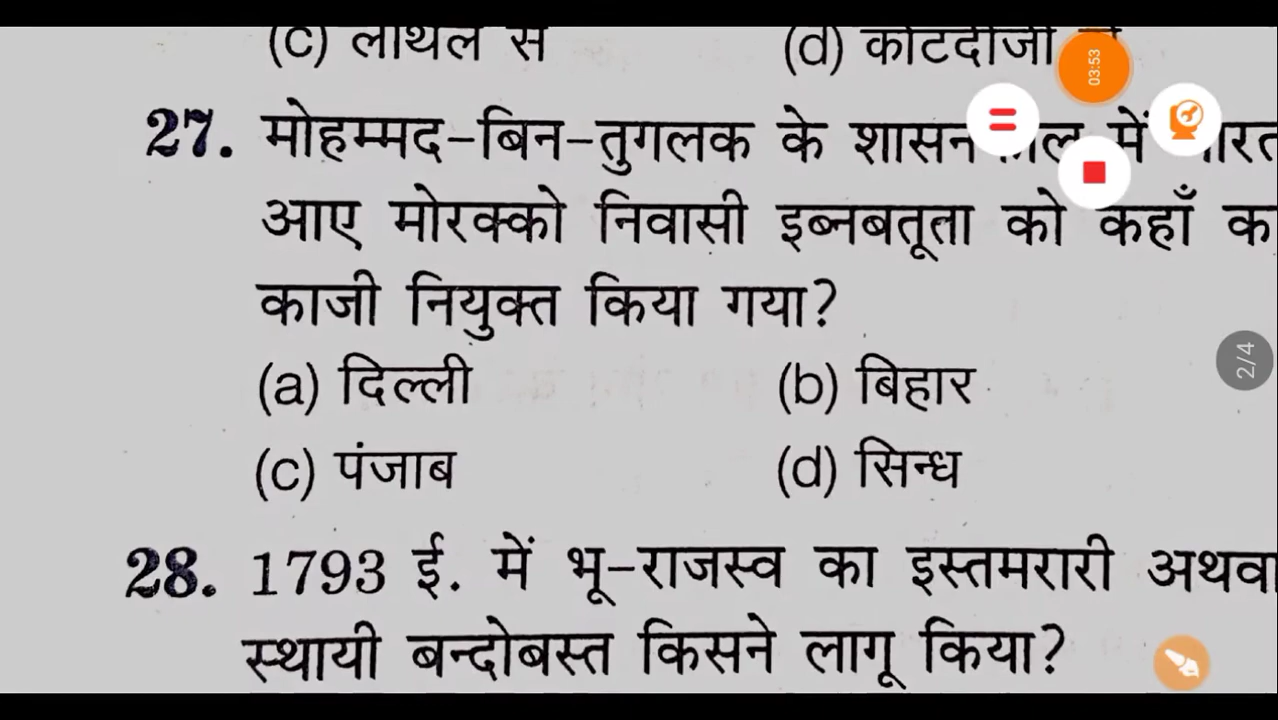 (c) लोथल से (d) कोटदीजी
27. मोहम्मद-बिन-तुगलक के में
आए मोरक्को निवासी इब्नबतूता को कहाँ
काजी नियुक्त किया गया?
(a) दिल्ली (b) बिहार
(c) पंजाब (d) सिन्ध
28. 1793 ई. में भू-राजस्व का इस्तमरारी अथवा
स्थायी बन्दोबस्त किसने लागू किया?
03:53
2/4